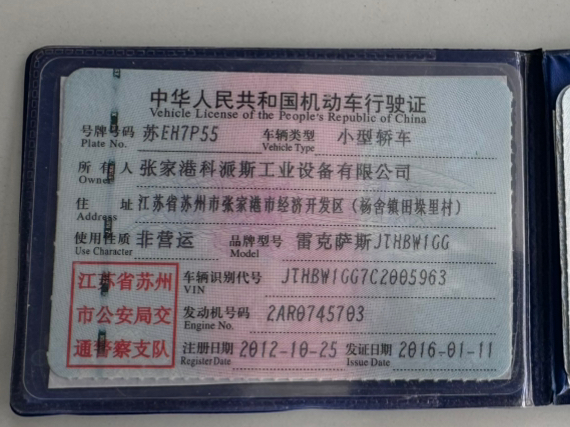 中华人民共和国机动车行驶证
Vehicle License of the People's Republic of China
号牌号码 苏EH7P55 车辆类型 小型轿车
Plate No. Vehicle Type
所有人 张家港科派斯工业设备有限公司
Owner
住址 江苏省苏州市张家港市经济开发区（杨舍镇田垛里村）
Address
使用性质 非营运 品牌型号 雷克萨斯JTHBW1GG
Use Character Model
江苏省苏州 车辆识别代号 JTHBW1GG7C2005963
VIN
市公安局交 发动机号码 2AR0745703
Engine No.
通警察支队 注册日期 2012-10-25 发证日期 2016-01-11
Register Date Issue Date